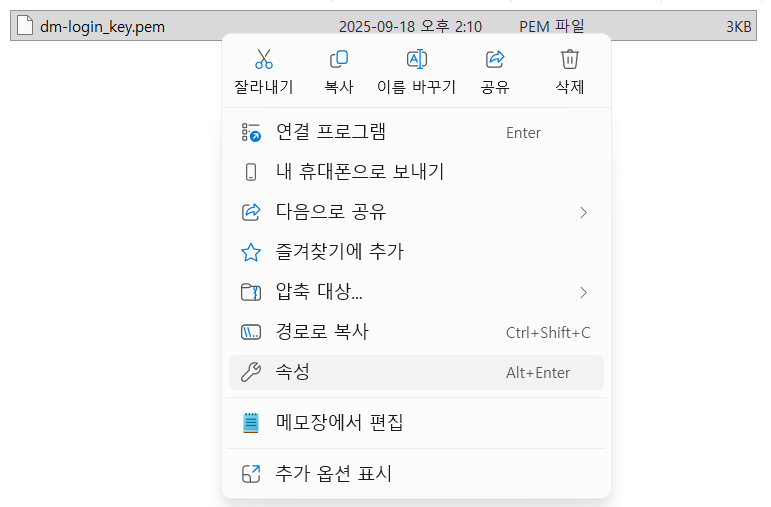 dm-login_key.pem 2025-09-18 오후 2:10 PEM 파일 3KB
잘라내기 복사 이름 바꾸기 공유 삭제
연결 프로그램 Enter
내 휴대폰으로 보내기
다음으로 공유
즐겨찾기에 추가
압축 대상...
경로로 복사 Ctrl+Shift+C
속성 Alt+Enter
메모장에서 편집
추가 옵션 표시